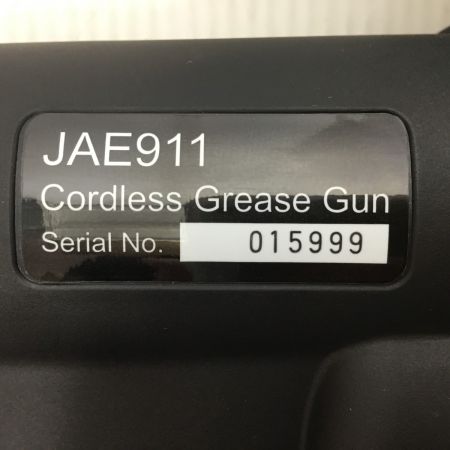 JAE911
Cordless Grease Gun
Serial No. 015999